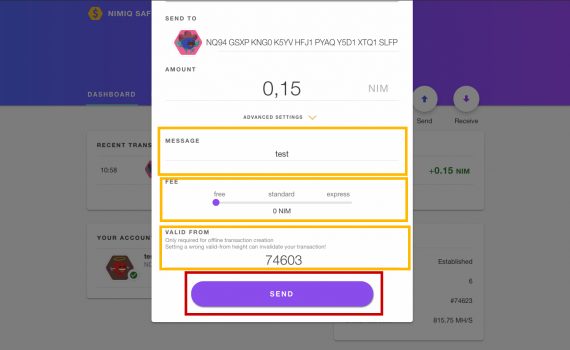 NIMIQ SAF
SEND TO
NQ94 GSXP KNG0 K5YV HFJ1 PYAQ Y5D1 XTQ1 SLFP
AMOUNT
0,15 NIM
DASHBOARD
ADVANCED SETTINGS
Send Receive
RECENT TRANS
MESSAGE
test
10:58
+0.15 NIM
FEE
free standard express
0 NIM
VALID FROM
Only required for offline transaction creation
Setting a wrong valid-from height can invalidate your transaction!
74603
YOUR ACCOUN
te
NQ
Established
6
#74603
815.75 MH/S
SEND